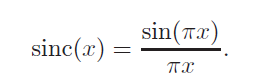 sinc(x) = sin(πx) / πx.